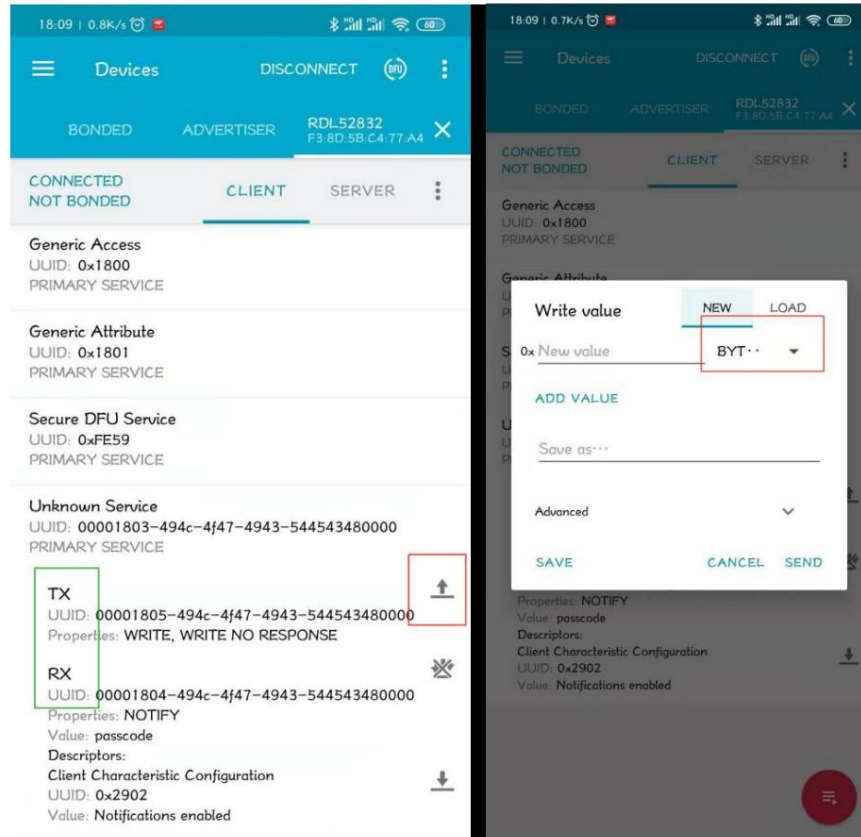 18:09 | 0.8K/s
60
Devices
DISCONNECT
DFU
BONDED
ADVERTISER
RDL52832
F3:8D:5B:C4:77:A4
CONNECTED
NOT BONDED
CLIENT
SERVER
Generic Access
UUID: 0x1800
PRIMARY SERVICE
Generic Attribute
UUID: 0x1801
PRIMARY SERVICE
Secure DFU Service
UUID: 0xFE59
PRIMARY SERVICE
Unknown Service
UUID: 00001803-494c-4f47-4943-544543480000
PRIMARY SERVICE
TX
UUID: 00001805-494c-4f47-4943-544543480000
Properties: WRITE, WRITE NO RESPONSE
RX
UUID: 00001804-494c-4f47-4943-544543480000
Properties: NOTIFY
Value: passcode
Descriptors:
Client Characteristic Configuration
UUID: 0x2902
Value: Notifications enabled
18:09 | 0.7K/s
60
Devices
DISCONNECT
DFU
BONDED
ADVERTISER
RDL52832
F3:8D:5B:C4:77:A4
CONNECTED
NOT BONDED
CLIENT
SERVER
Generic Access
UUID: 0x1800
PRIMARY SERVICE
Generic Attribute
Write value
NEW
LOAD
0x New value
BYT··
ADD VALUE
Save as···
Advanced
SAVE
CANCEL
SEND
Properties: NOTIFY
Value: passcode
Descriptors:
Client Characteristic Configuration
UUID: 0x2902
Value: Notifications enabled